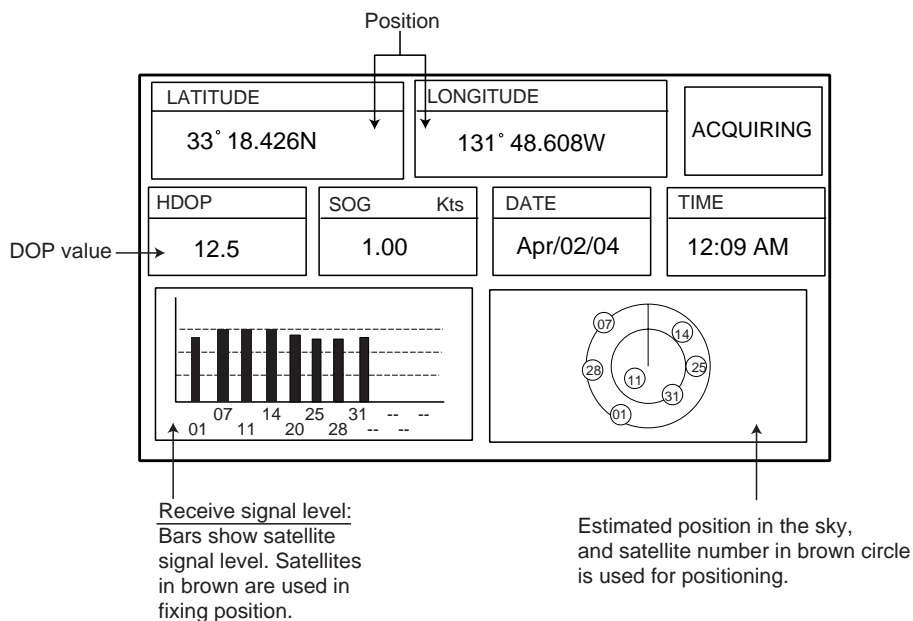 Position
LATITUDE
33° 18.426N
LONGITUDE
131° 48.608W
ACQUIRING
HDOP
12.5
SOG Kts
1.00
DATE
Apr/02/04
TIME
12:09 AM
DOP value
07 14 25 31 -- --
01 11 20 28 -- --
07
14
28
25
11
31
01
Receive signal level:
Bars show satellite
signal level. Satellites
in brown are used in
fixing position.
Estimated position in the sky,
and satellite number in brown circle
is used for positioning.